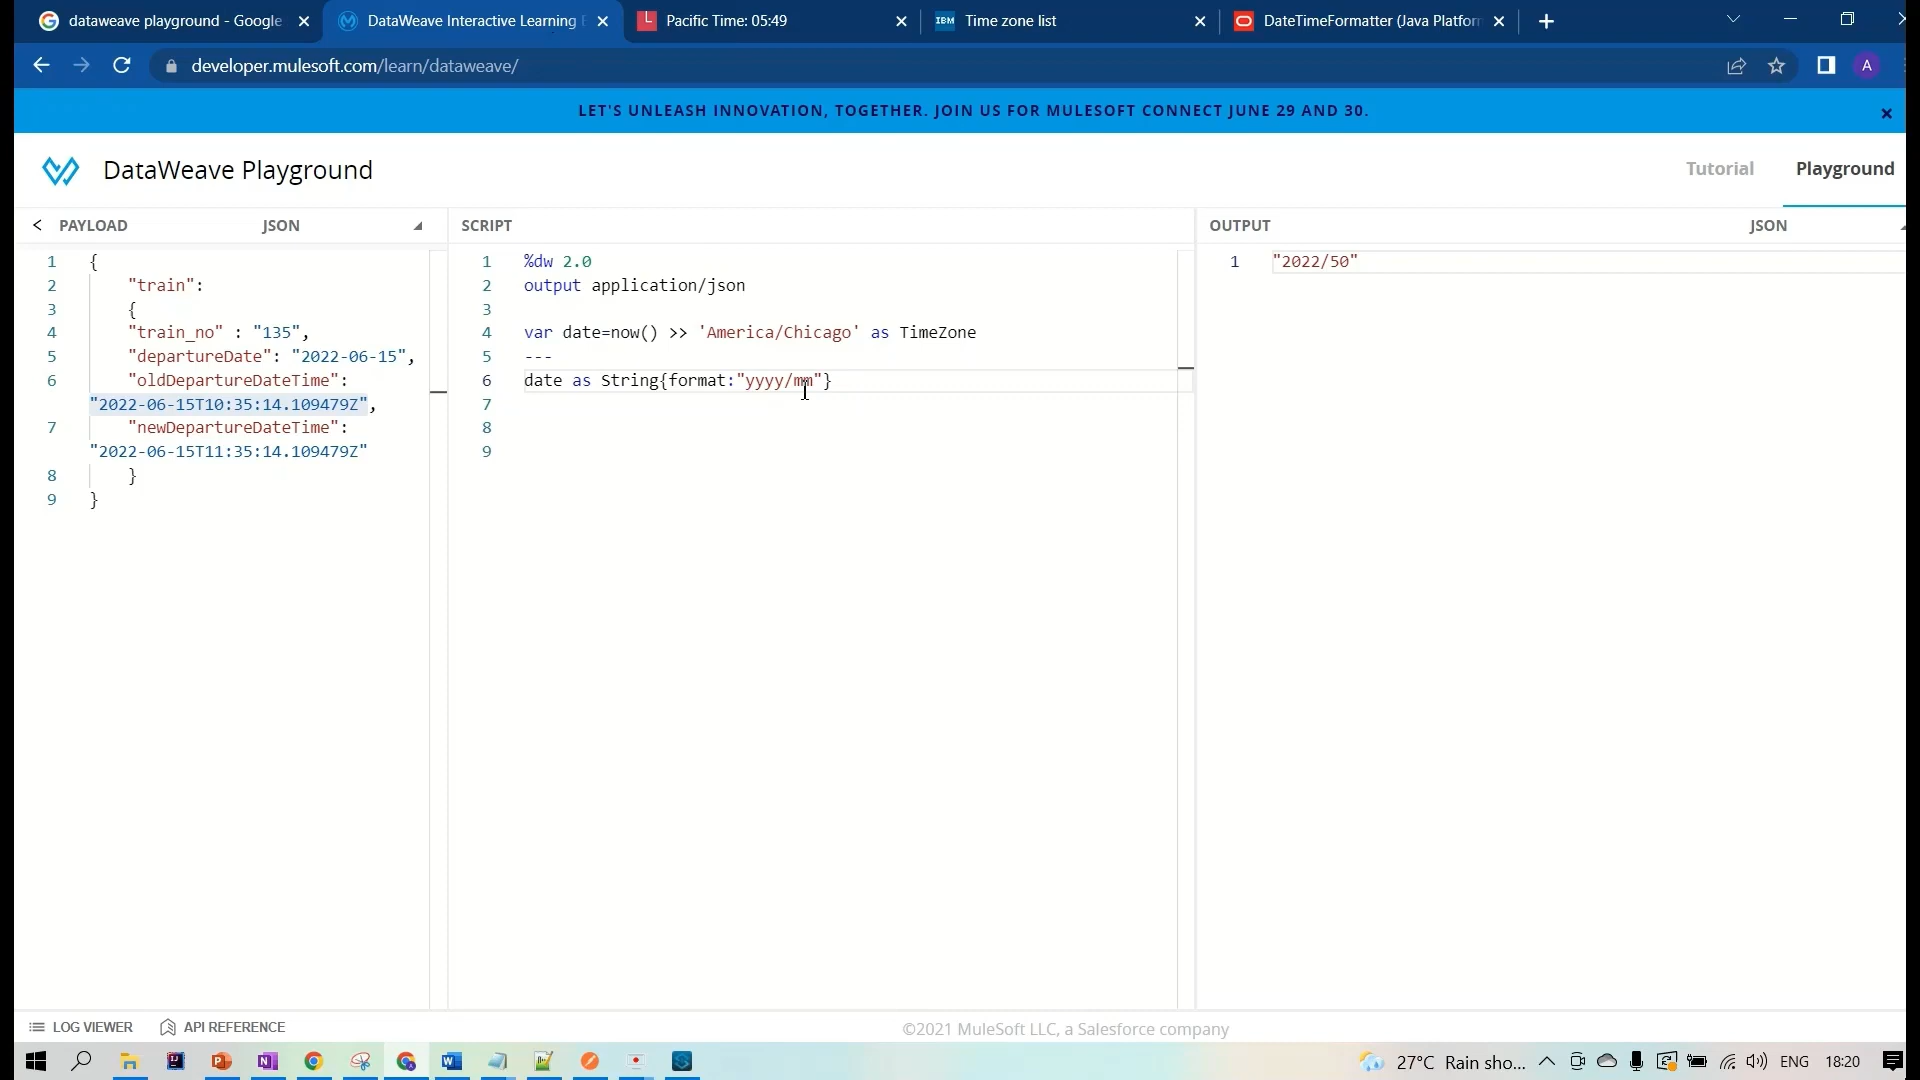 dataweave playground - Google
DataWeave Interactive Learning
Pacific Time: 05:49
IBM
Time zone list
DateTimeFormatter (Java Platfor
developer.mulesoft.com/learn/dataweave/
A
LET'S UNLEASH INNOVATION, TOGETHER. JOIN US FOR MULESOFT CONNECT JUNE 29 AND 30.
DataWeave Playground
Tutorial
Playground
PAYLOAD
JSON
1 {
2 "train":
3 {
4 "train_no" : "135",
5 "departureDate": "2022-06-15",
6 "oldDepartureDateTime":
"2022-06-15T10:35:14.109479Z",
7 "newDepartureDateTime":
"2022-06-15T11:35:14.109479Z"
8 }
9 }
SCRIPT
1 %dw 2.0
2 output application/json
3
4 var date=now() >> 'America/Chicago' as TimeZone
5 ---
6 date as String{format:"yyyy/mm"}
7
8
9
OUTPUT
JSON
1 "2022/50"
LOG VIEWER
API REFERENCE
©2021 MuleSoft LLC, a Salesforce company
27°C Rain sho...
ENG
18:20